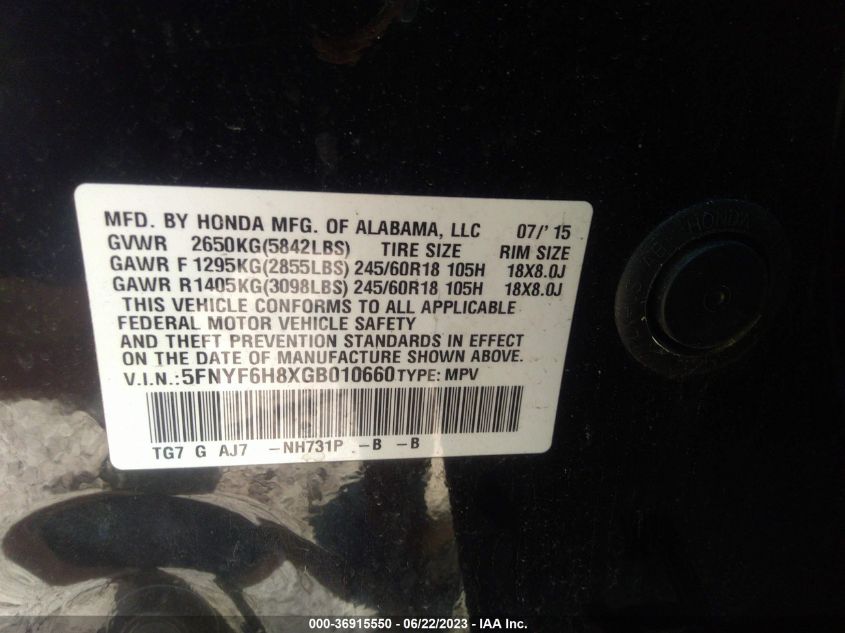 MFD. BY HONDA MFG. OF ALABAMA, LLC 07/'15
GVWR 2650KG(5842LBS) TIRE SIZE RIM SIZE
GAWR F 1295KG(2855LBS) 245/60R18 105H 18X8.0J
GAWR R 1405KG(3098LBS) 245/60R18 105H 18X8.0J
THIS VEHICLE CONFORMS TO ALL APPLICABLE
FEDERAL MOTOR VEHICLE SAFETY
AND THEFT PREVENTION STANDARDS IN EFFECT
ON THE DATE OF MANUFACTURE SHOWN ABOVE.
V.I.N.: 5FNYF6H8XGB010660 TYPE: MPV
TG7 G AJ7 -NH731P -B -B
HONDA
000-36915550 - 06/22/2023 - IAA Inc.